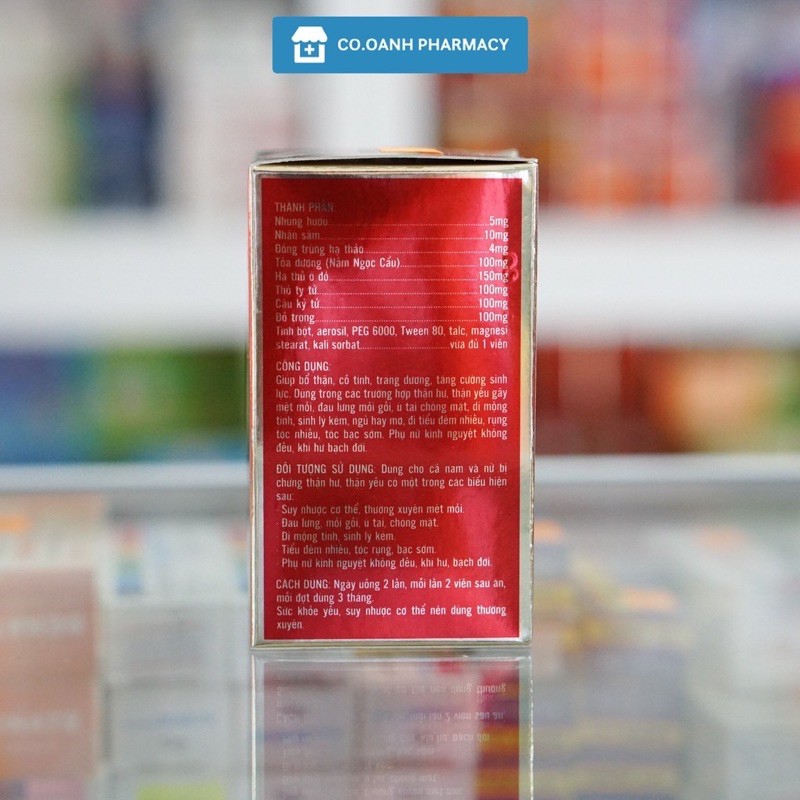 CO.OANH PHARMACY
THÀNH PHẦN:
Nhung hươu 5mg
Nhân sâm 10mg
Đông trùng hạ thảo 4mg
Tỏa dương (Nấm Ngọc Cẩu) 100mg
Hà thủ ô đỏ 150mg
Thỏ ty tử 100mg
Câu kỷ tử 100mg
Đỗ trọng 100mg
Tinh bột, aerosil, PEG 6000, Tween 80, talc, magnesi
stearat, kali sorbat vừa đủ 1 viên
CÔNG DỤNG:
Giúp bổ thận, cố tinh, tráng dương, tăng cường sinh
lực. Dùng trong các trường hợp thận hư, thận yếu gây
mệt mỏi, đau lưng mỏi gối, ù tai chóng mặt, di mộng
tinh, sinh lý kém, ngủ hay mơ, đi tiểu đêm nhiều, rụng
tóc nhiều, tóc bạc sớm. Phụ nữ kinh nguyệt không
đều, khí hư bạch đới.
ĐỐI TƯỢNG SỬ DỤNG: Dùng cho cả nam và nữ bị
chứng thận hư, thận yếu có một trong các biểu hiện
sau:
Suy nhược cơ thể, thường xuyên mệt mỏi.
Đau lưng, mỏi gối, ù tai, chóng mặt.
Di mộng tinh, sinh lý kém.
Tiểu đêm nhiều, tóc rụng, bạc sớm.
Phụ nữ kinh nguyệt không đều, khí hư, bạch đới.
CÁCH DÙNG: Ngày uống 2 lần, mỗi lần 2 viên sau ăn,
mỗi đợt dùng 3 tháng.
Sức khỏe yếu, suy nhược cơ thể nên dùng thường
xuyên.